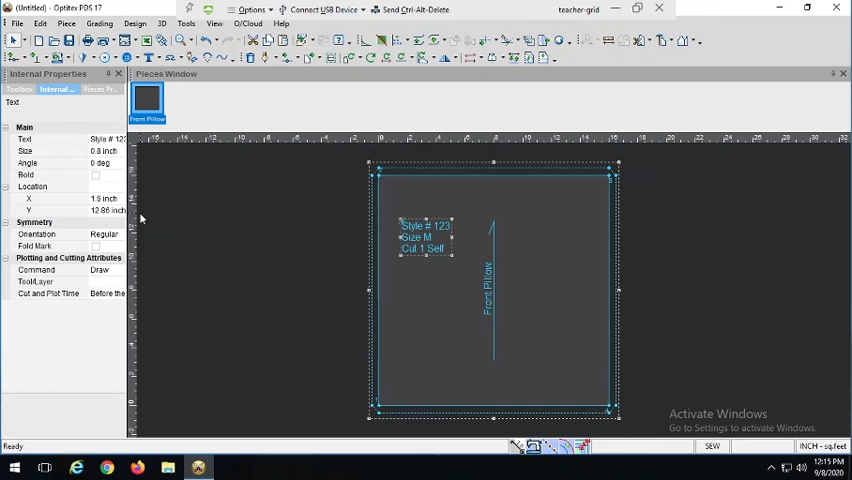 (Untitled) - Optitex PDS 17
Options
Connect USB Device
Send Ctrl-Alt-Delete
teacher-grid
File Edit Piece Grading Design 3D Tools View O/Cloud Help
Internal Properties
Pieces Window
Toolbox Internal ... Pieces Pr...
Text
Front Pillow
Main
Text Style # 123
Size 0.8 inch
Angle 0 deg
Bold
Location
X 1.6 inch
Y 12.86 inch
Symmetry
Orientation Regular
Fold Mark
Plotting and Cutting Attributes
Command Draw
Tool/Layer
Cut and Plot Time Before the
Style # 123
Size M
Cut 1 Self
Front Pillow
Activate Windows
Go to Settings to activate Windows.
Ready
SEW
INCH - sq.feet
12:15 PM
9/8/2020